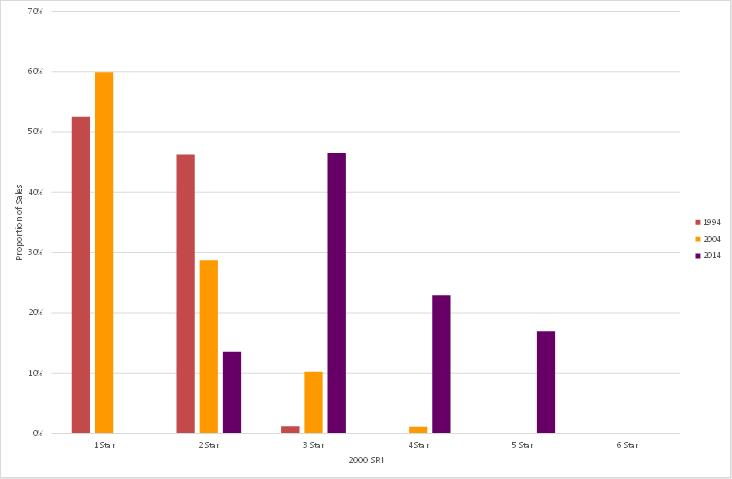 70%
60%
50%
40%
30%
20%
10%
0%
Proportion of Sales
1 Star
2 Star
3 Star
4 Star
5 Star
6 Star
2000 SRI
1994
2004
2014